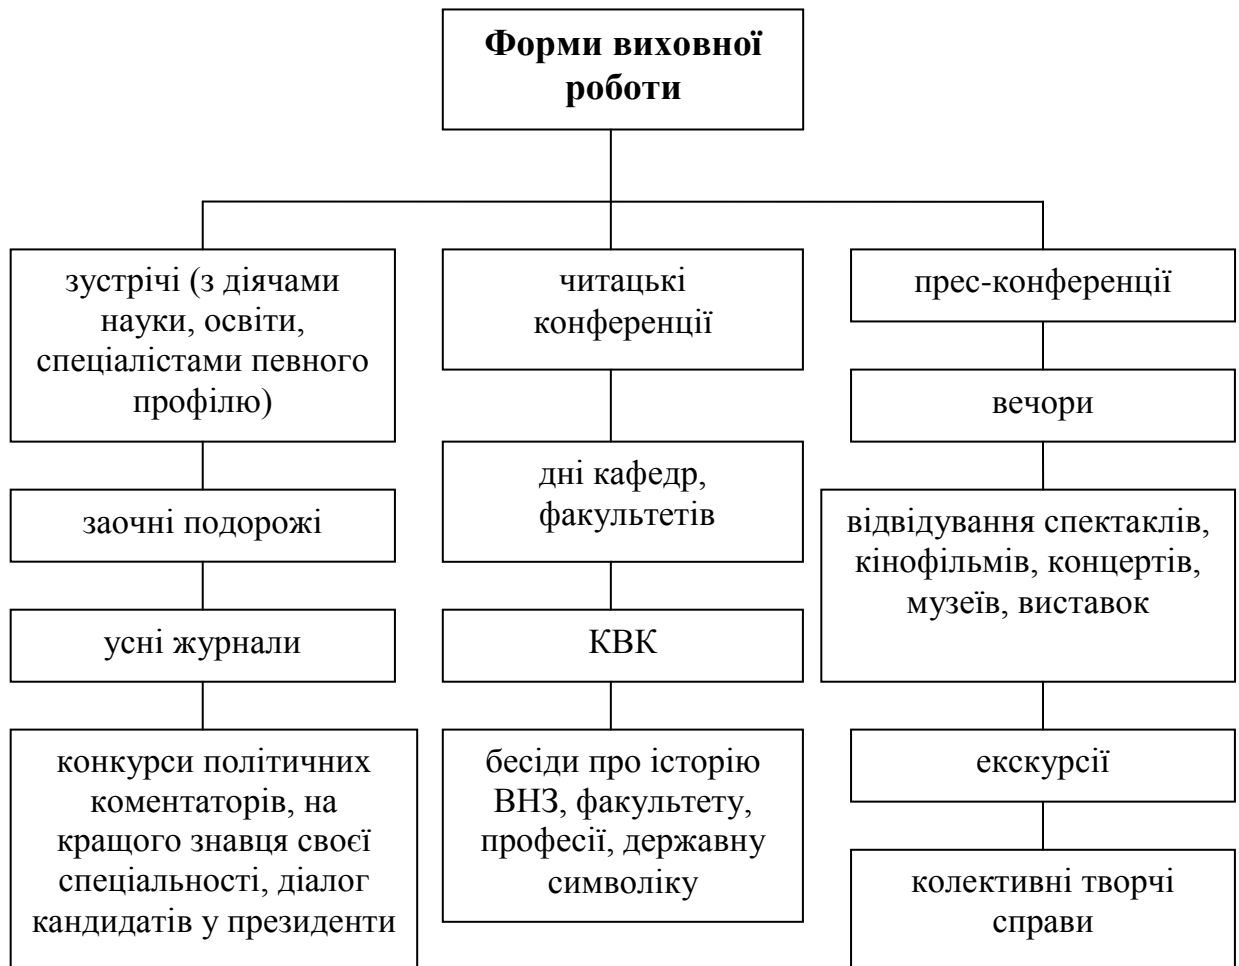 Форми виховної
роботи
зустрічі (з діячами
науки, освіти,
спеціалістами певного
профілю)
заочні подорожі
усні журнали
конкурси політичних
коментаторів, на
кращого знавця своєї
спеціальності, діалог
кандидатів у президенти
читацькі
конференції
дні кафедр,
факультетів
КВК
бесіди про історію
ВНЗ, факультету,
професії, державну
символіку
прес-конференції
вечори
відвідування спектаклів,
кінофільмів, концертів,
музеїв, виставок
екскурсії
колективні творчі
справи